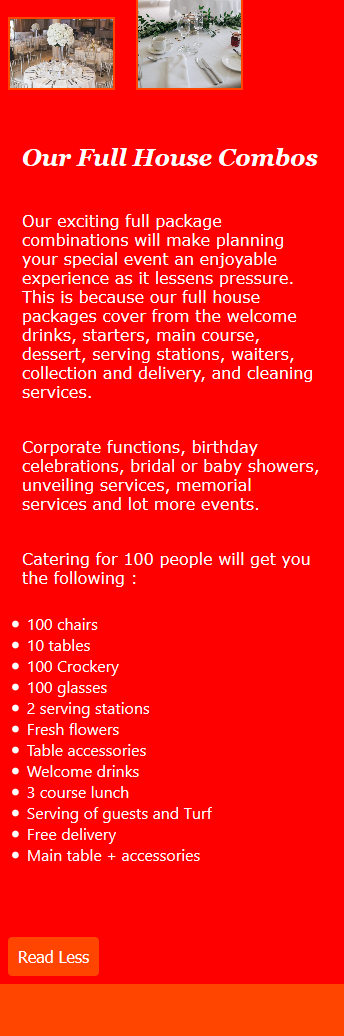 Our Full House Combos
Our exciting full package
combinations will make planning
your special event an enjoyable
experience as it lessens pressure.
This is because our full house
packages cover from the welcome
drinks, starters, main course,
dessert, serving stations, waiters,
collection and delivery, and cleaning
services.
Corporate functions, birthday
celebrations, bridal or baby showers,
unveiling services, memorial
services and lot more events.
Catering for 100 people will get you
the following :
100 chairs
10 tables
100 Crockery
100 glasses
2 serving stations
Fresh flowers
Table accessories
Welcome drinks
3 course lunch
Serving of guests and Turf
Free delivery
Main table + accessories
Read Less